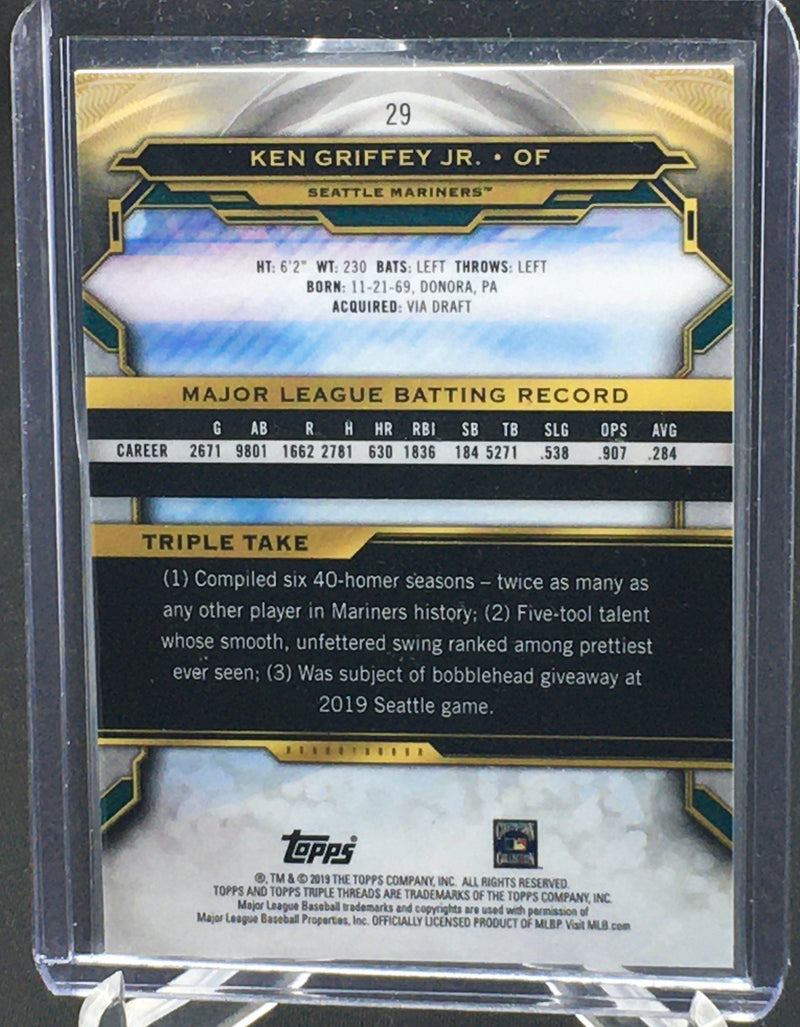 29
KEN GRIFFEY JR. • OF
SEATTLE MARINERS™
HT: 6'2" WT: 230 BATS: LEFT THROWS: LEFT
BORN: 11-21-69, DONORA, PA
ACQUIRED: VIA DRAFT
MAJOR LEAGUE BATTING RECORD
G AB R H HR RBI SB TB SLG OPS AVG
CAREER 2671 9801 1662 2781 630 1836 184 5271 .538 .907 .284
TRIPLE TAKE
(1) Compiled six 40-homer seasons – twice as many as
any other player in Mariners history; (2) Five-tool talent
whose smooth, unfettered swing ranked among prettiest
ever seen; (3) Was subject of bobblehead giveaway at
2019 Seattle game.
topps®
COOPERSTOWN COLLECTION
®, TM & © 2019 THE TOPPS COMPANY, INC. ALL RIGHTS RESERVED.
TOPPS AND TOPPS TRIPLE THREADS ARE TRADEMARKS OF THE TOPPS COMPANY, INC.
Major League Baseball trademarks and copyrights are used with permission of
Major League Baseball Properties, Inc. OFFICIALLY LICENSED PRODUCT OF MLBP. Visit MLB.com